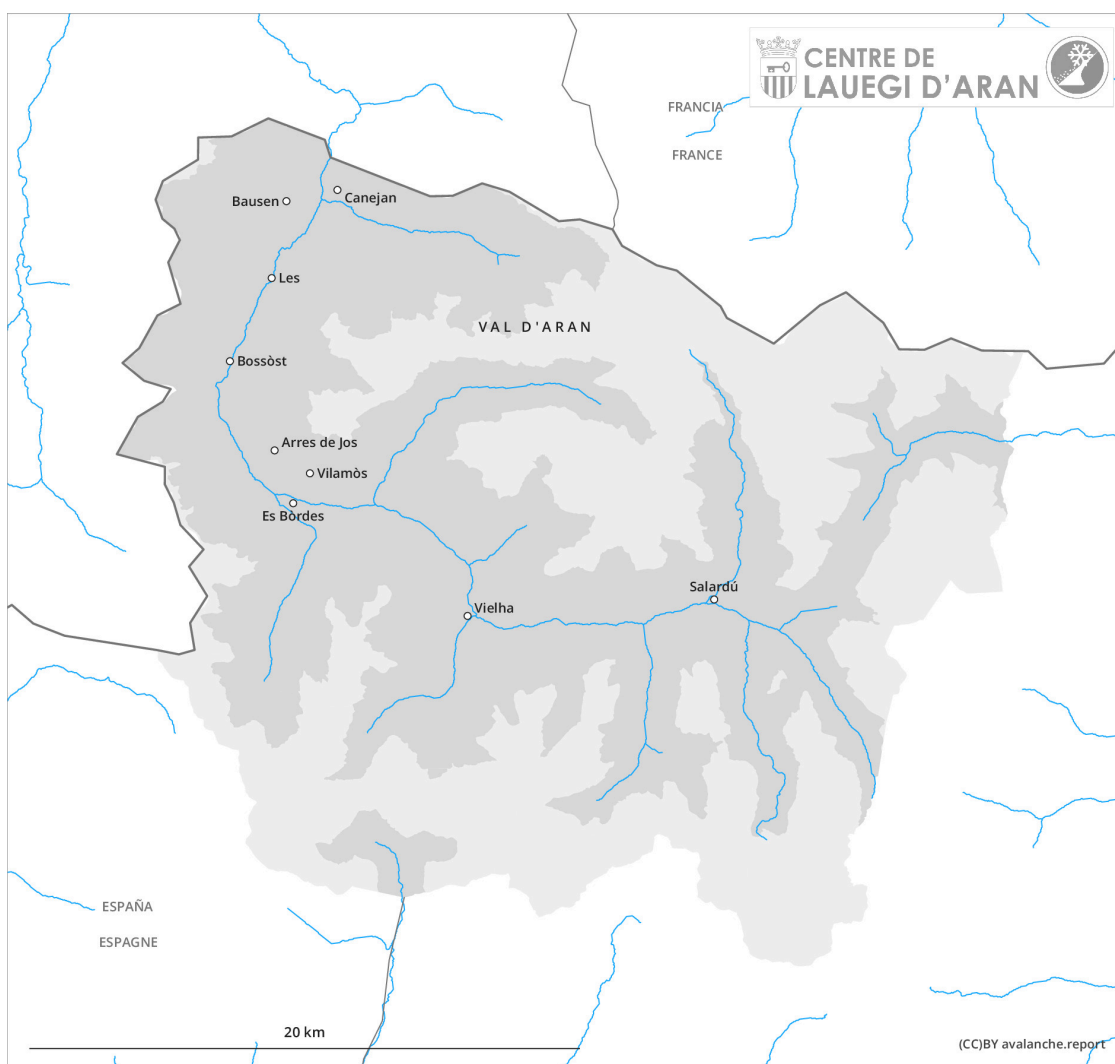 CENTRE DE
LAUEGI D'ARAN
FRANCIA
FRANCE
Canejan
Bausen
Les
VAL D'ARAN
Bossòst
Arres de Jos
Vilamòs
Es Bòrdes
Salardú
Vielha
ESPAÑA
ESPAGNE
20 km
(CC)BY avalanche.report